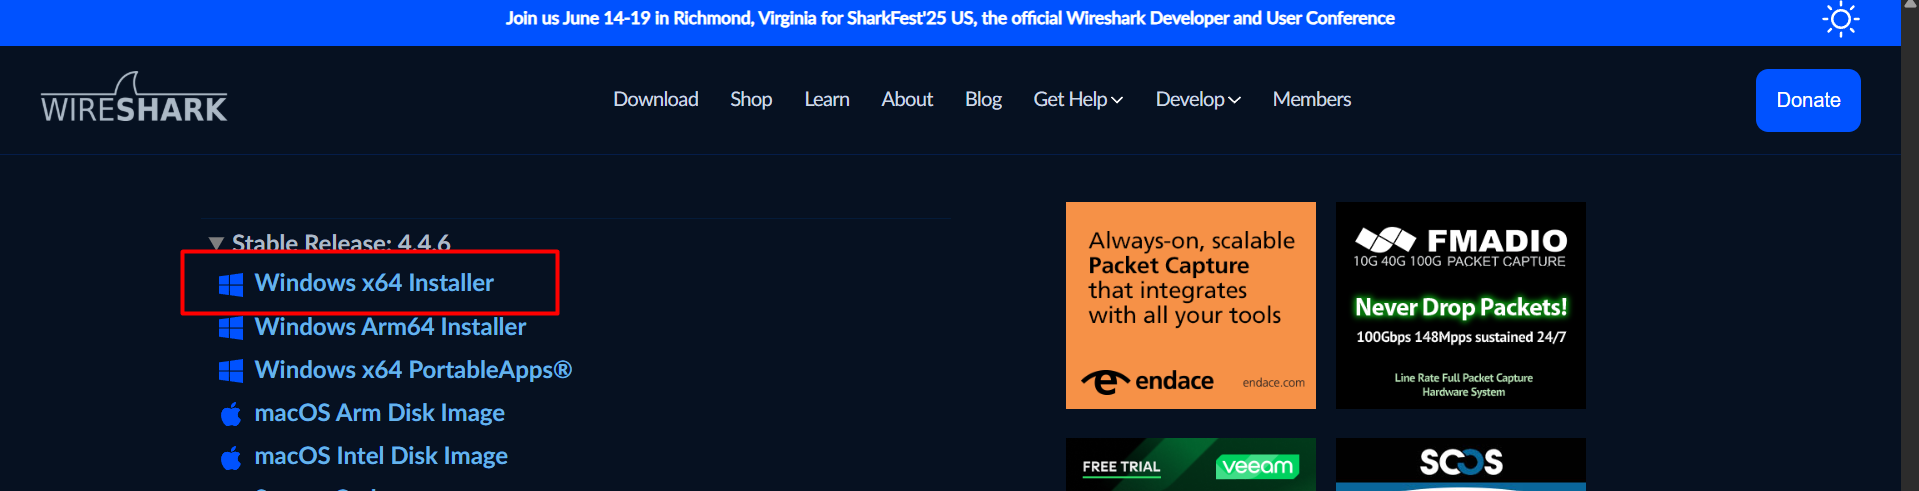 Join us June 14-19 in Richmond, Virginia for SharkFest'25 US, the official Wireshark Developer and User Conference
WIRESHARK
Download
Shop
Learn
About
Blog
Get Help
Develop
Members
Donate
Stable Release: 4.4.6
Windows x64 Installer
Windows Arm64 Installer
Windows x64 PortableApps®
macOS Arm Disk Image
macOS Intel Disk Image
Always-on, scalable
Packet Capture
that integrates
with all your tools
endace
endace.com
FMADIO
10G 40G 100G PACKET CAPTURE
Never Drop Packets!
100Gbps 148Mpps sustained 24/7
Line Rate Full Packet Capture
Hardware System
FREE TRIAL
veeam
SCOS